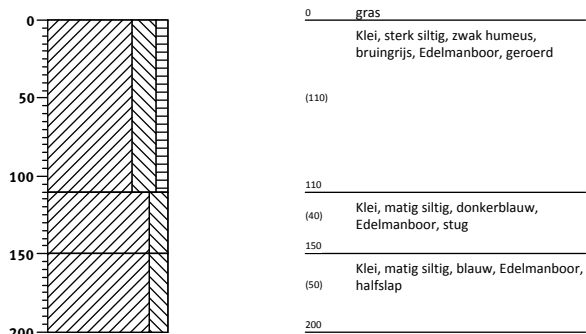 0
50
100
150
200
0 gras
Klei, sterk siltig, zwak humeus,
bruingrijs, Edelmanboor, geroerd
(110)
110
Klei, matig siltig, donkerblauw,
(40)
Edelmanboor, stug
150
Klei, matig siltig, blauw, Edelmanboor,
(50)
halfslap
200